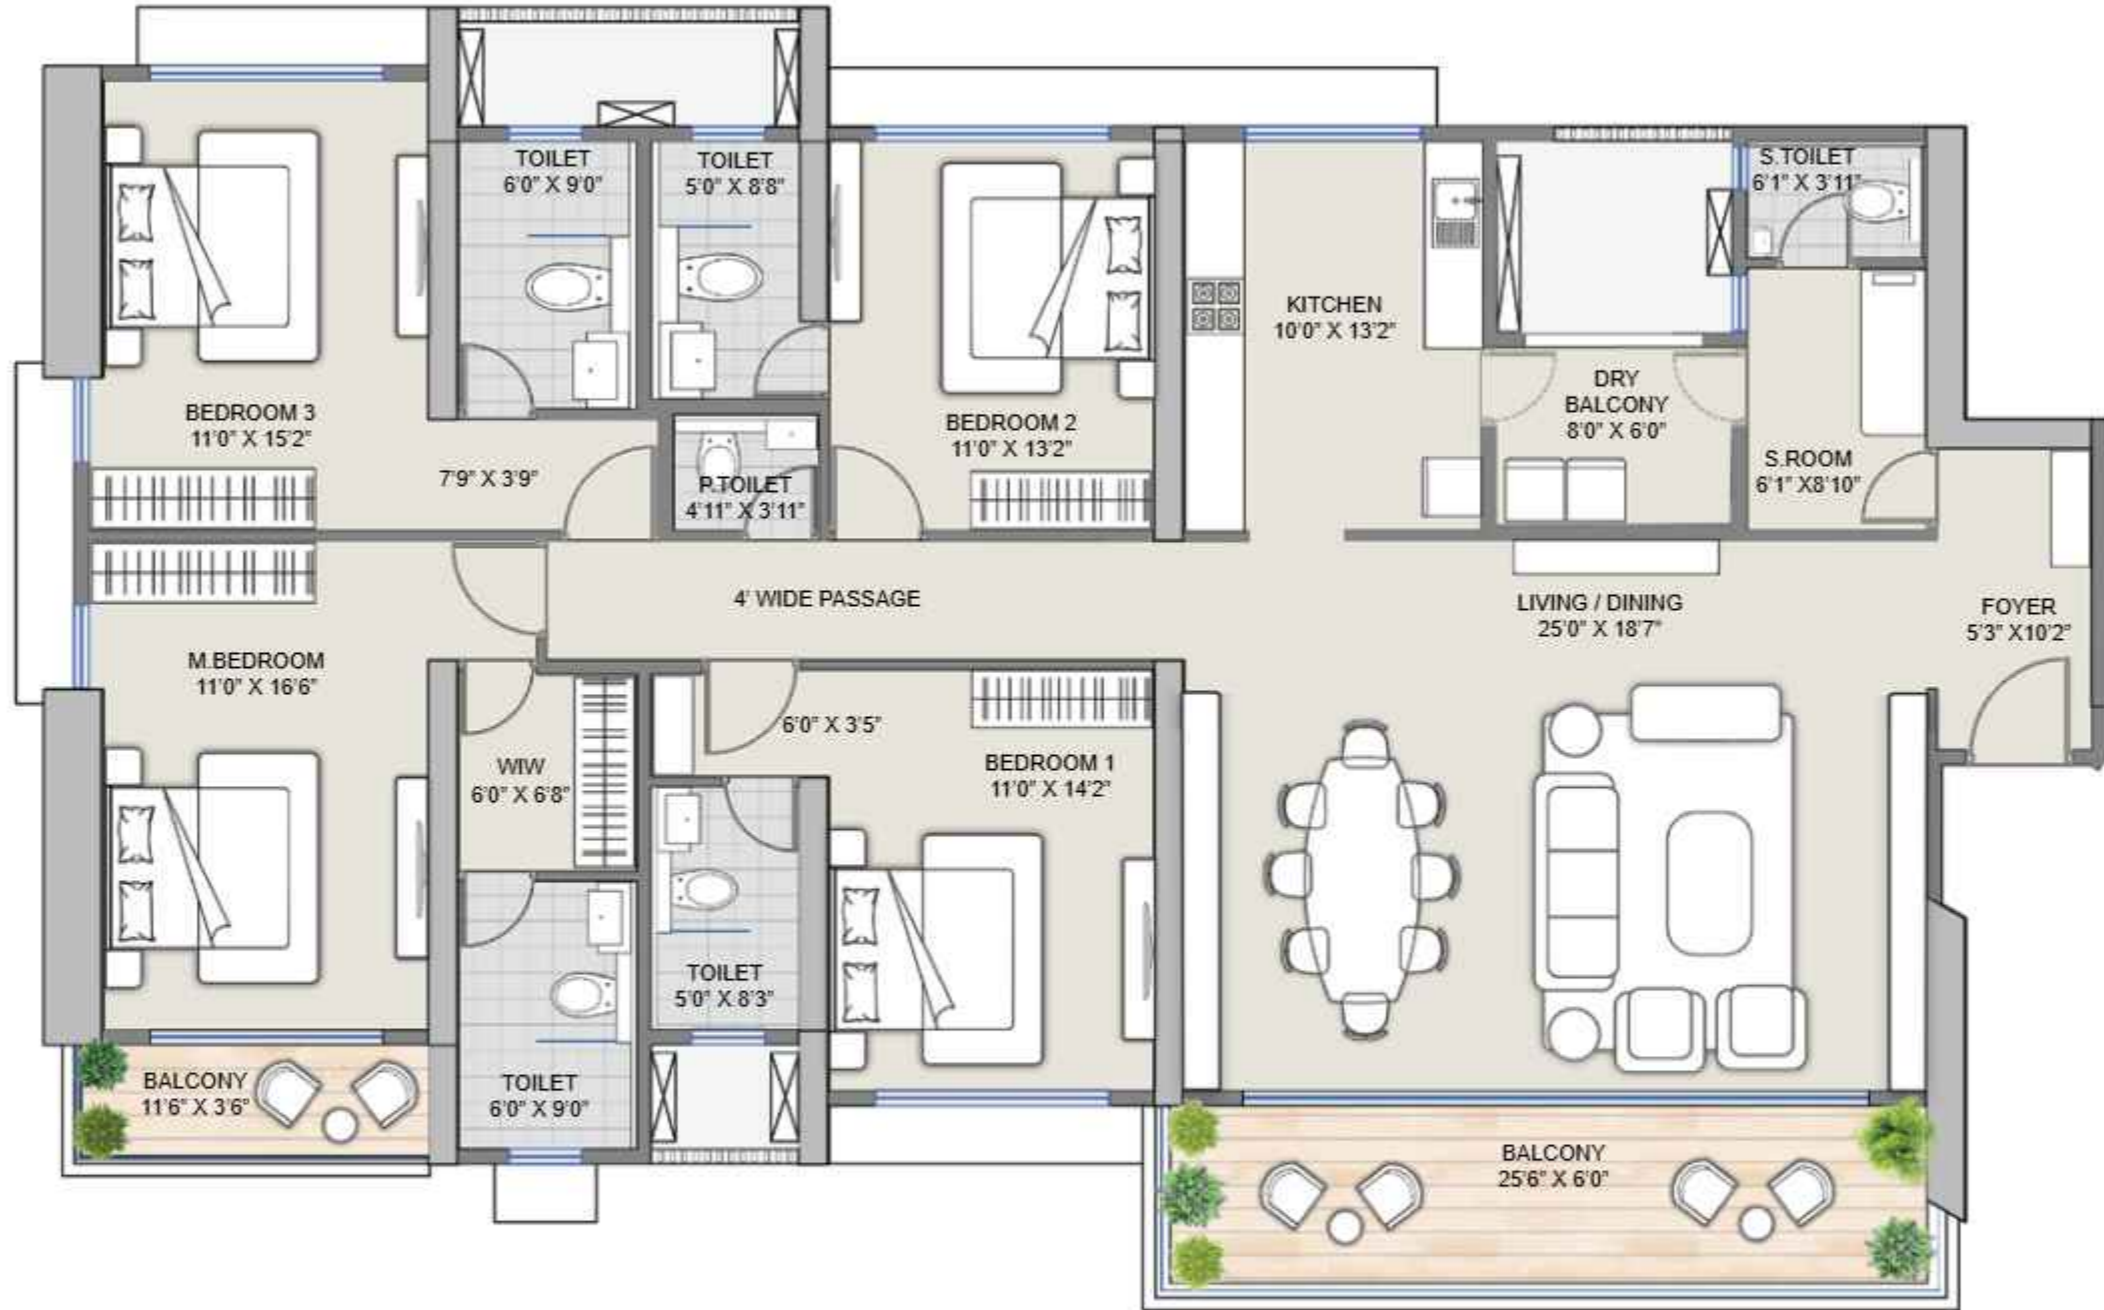 TOILET
6'0" X 9'0"
TOILET
5'0" X 8'8"
S.TOILET
6'1" X 3'11"
KITCHEN
10'0" X 13'2"
DRY
BALCONY
8'0" X 6'0"
BEDROOM 3
11'0" X 15'2"
BEDROOM 2
11'0" X 13'2"
7'9" X 3'9"
P.TOILET
4'11" X 3'11"
S.ROOM
6'1" X8'10"
4' WIDE PASSAGE
LIVING / DINING
25'0" X 18'7"
FOYER
5'3" X10'2"
M.BEDROOM
11'0" X 16'6"
6'0" X 3'5"
WIW
6'0" X 6'8"
BEDROOM 1
11'0" X 14'2"
TOILET
5'0" X 8'3"
BALCONY
11'6" X 3'6"
TOILET
6'0" X 9'0"
BALCONY
25'6" X 6'0"